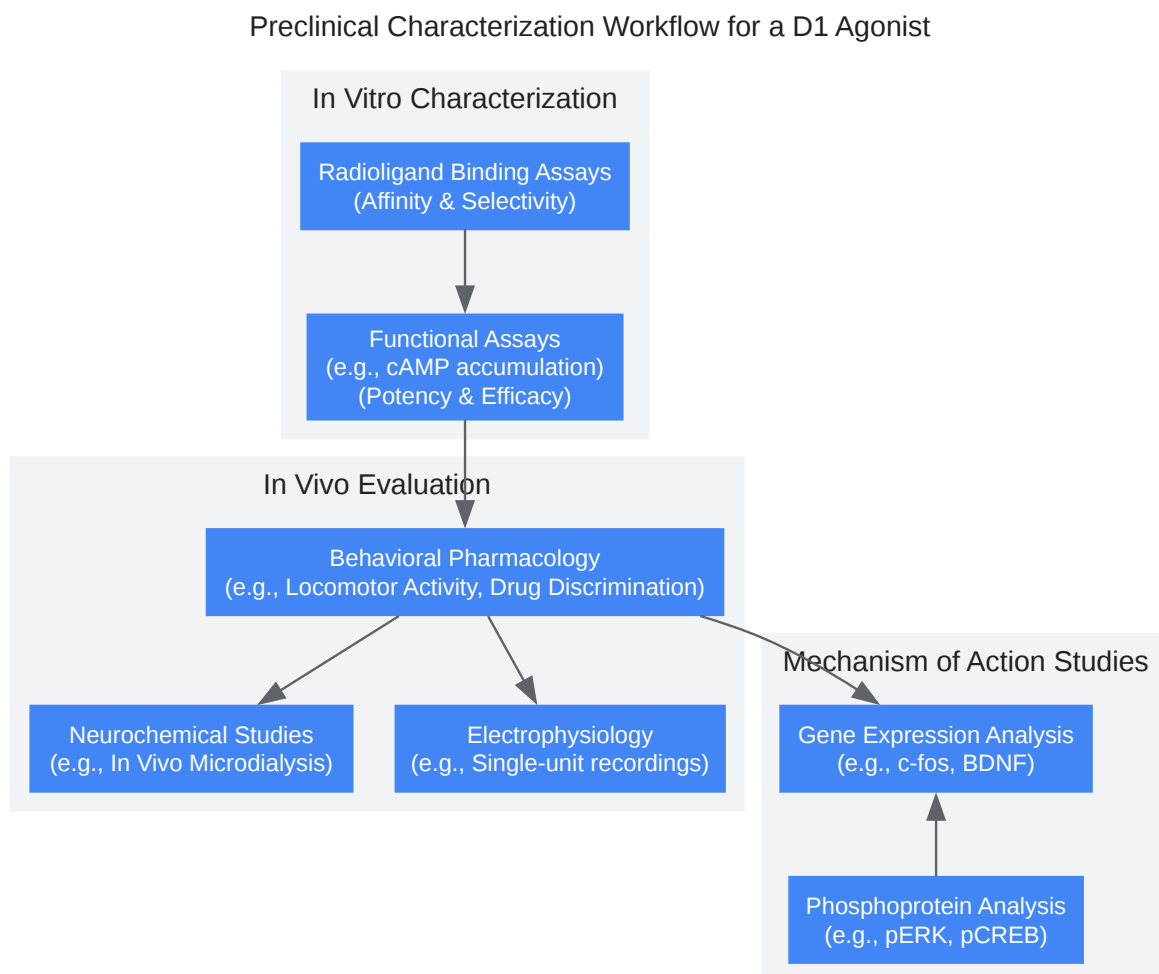 Preclinical Characterization Workflow for a D1 Agonist
In Vitro Characterization
Radioligand Binding Assays
(Affinity & Selectivity)
Functional Assays
(e.g., cAMP accumulation)
(Potency & Efficacy)
In Vivo Evaluation
Behavioral Pharmacology
(e.g., Locomotor Activity, Drug Discrimination)
Neurochemical Studies
(e.g., In Vivo Microdialysis)
Electrophysiology
(e.g., Single-unit recordings)
Mechanism of Action Studies
Gene Expression Analysis
(e.g., c-fos, BDNF)
Phosphoprotein Analysis
(e.g., pERK, pCREB)